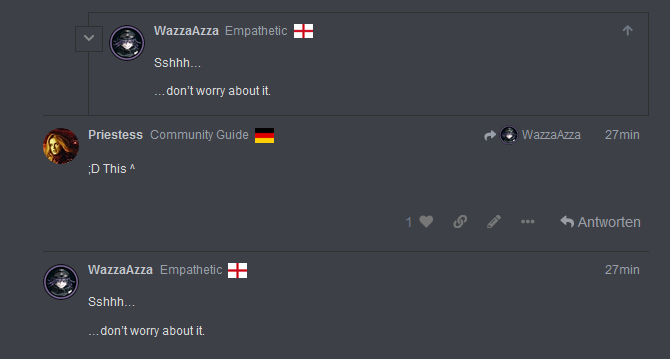 WazzaAzza Empathetic
Sshhh…
…don’t worry about it.
Priestess Community Guide WazzaAzza 27min
;D This ^
1 Antworten
WazzaAzza Empathetic 27min
Sshhh…
…don’t worry about it.